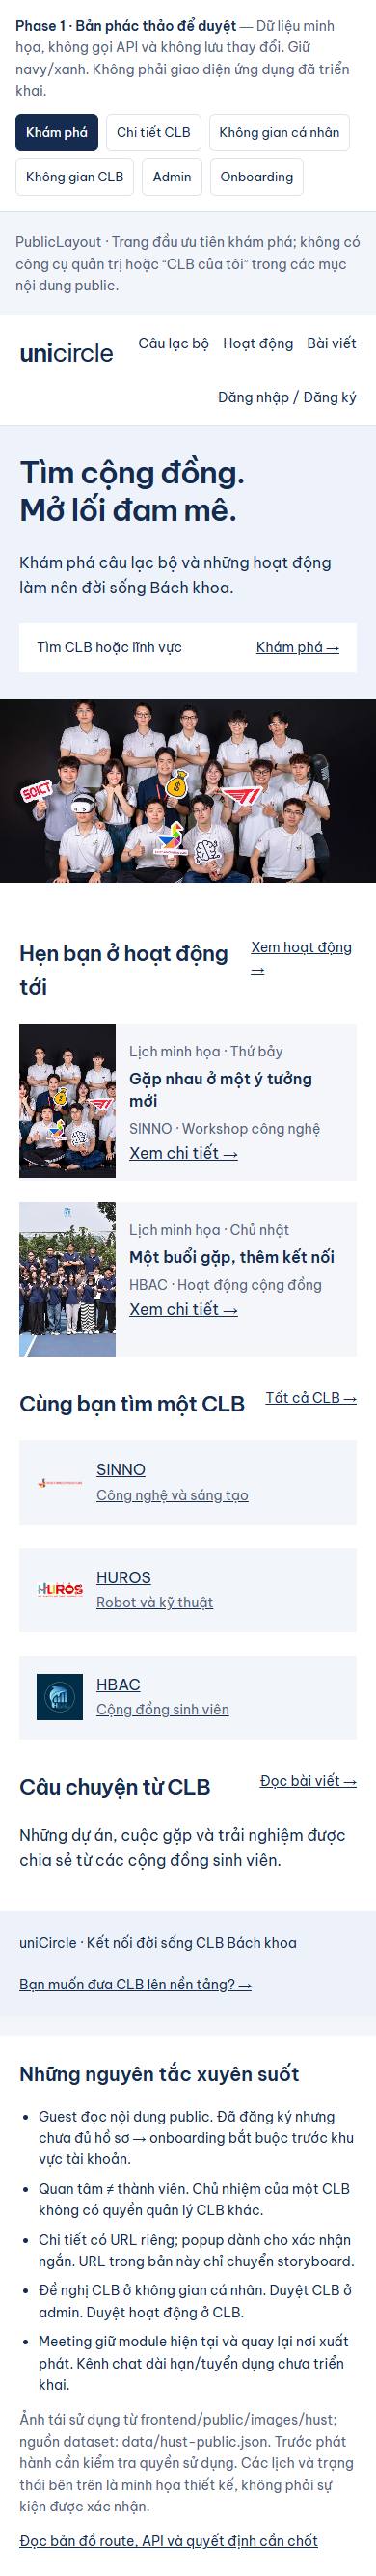 Phase 1 · Bản phác thảo để duyệt — Dữ liệu minh
họa, không gọi API và không lưu thay đổi. Giữ
navy/xanh. Không phải giao diện ứng dụng đã triển
khai.
Khám phá
Chi tiết CLB
Không gian cá nhân
Không gian CLB
Admin
Onboarding
PublicLayout · Trang đầu ưu tiên khám phá; không có
công cụ quản trị hoặc “CLB của tôi” trong các mục
nội dung public.
unicircle
Câu lạc bộ
Hoạt động
Bài viết
Đăng nhập / Đăng ký
Tìm cộng đồng.
Mở lối đam mê.
Khám phá câu lạc bộ và những hoạt động
làm nên đời sống Bách khoa.
Tìm CLB hoặc lĩnh vực
Khám phá →
SOICT
Hẹn bạn ở hoạt động
tới
Xem hoạt động
→
Lịch minh họa · Thứ bảy
Gặp nhau ở một ý tưởng
mới
SINNO · Workshop công nghệ
Xem chi tiết →
Lịch minh họa · Chủ nhật
Một buổi gặp, thêm kết nối
HBAC · Hoạt động cộng đồng
Xem chi tiết →
Cùng bạn tìm một CLB
Tất cả CLB →
SINNO
Công nghệ và sáng tạo
HUROS
HUROS
Robot và kỹ thuật
HBAC
Cộng đồng sinh viên
Câu chuyện từ CLB
Đọc bài viết →
Những dự án, cuộc gặp và trải nghiệm được
chia sẻ từ các cộng đồng sinh viên.
uniCircle · Kết nối đời sống CLB Bách khoa
Bạn muốn đưa CLB lên nền tảng? →
Những nguyên tắc xuyên suốt
• Guest đọc nội dung public. Đã đăng ký nhưng
chưa đủ hồ sơ → onboarding bắt buộc trước khu
vực tài khoản.
• Quan tâm ≠ thành viên. Chủ nhiệm của một CLB
không có quyền quản lý CLB khác.
• Chi tiết có URL riêng; popup dành cho xác nhận
ngắn. URL trong bản này chỉ chuyển storyboard.
• Đề nghị CLB ở không gian cá nhân. Duyệt CLB ở
admin. Duyệt hoạt động ở CLB.
• Meeting giữ module hiện tại và quay lại nơi xuất
phát. Kênh chat dài hạn/tuyển dụng chưa triển
khai.
Ảnh tái sử dụng từ frontend/public/images/hust;
nguồn dataset: data/hust-public.json. Trước phát
hành cần kiểm tra quyền sử dụng. Các lịch và trạng
thái bên trên là minh họa thiết kế, không phải sự
kiện được xác nhận.
Đọc bản đồ route, API và quyết định cần chốt